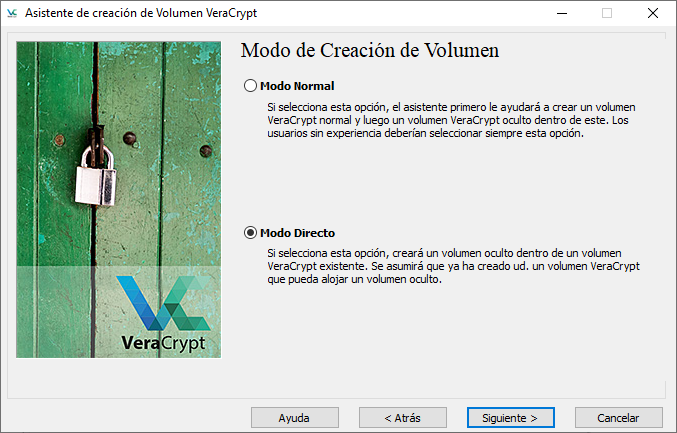 Asistente de creación de Volumen VeraCrypt
Modo de Creación de Volumen
Modo Normal
Si selecciona esta opción, el asistente primero le ayudará a crear un volumen
VeraCrypt normal y luego un volumen VeraCrypt oculto dentro de este. Los
usuarios sin experiencia deberían seleccionar siempre esta opción.
Modo Directo
Si selecciona esta opción, creará un volumen oculto dentro de un volumen
VeraCrypt existente. Se asumirá que ya ha creado ud. un volumen VeraCrypt
que pueda alojar un volumen oculto.
VeraCrypt
Ayuda
< Atrás
Siguiente >
Cancelar